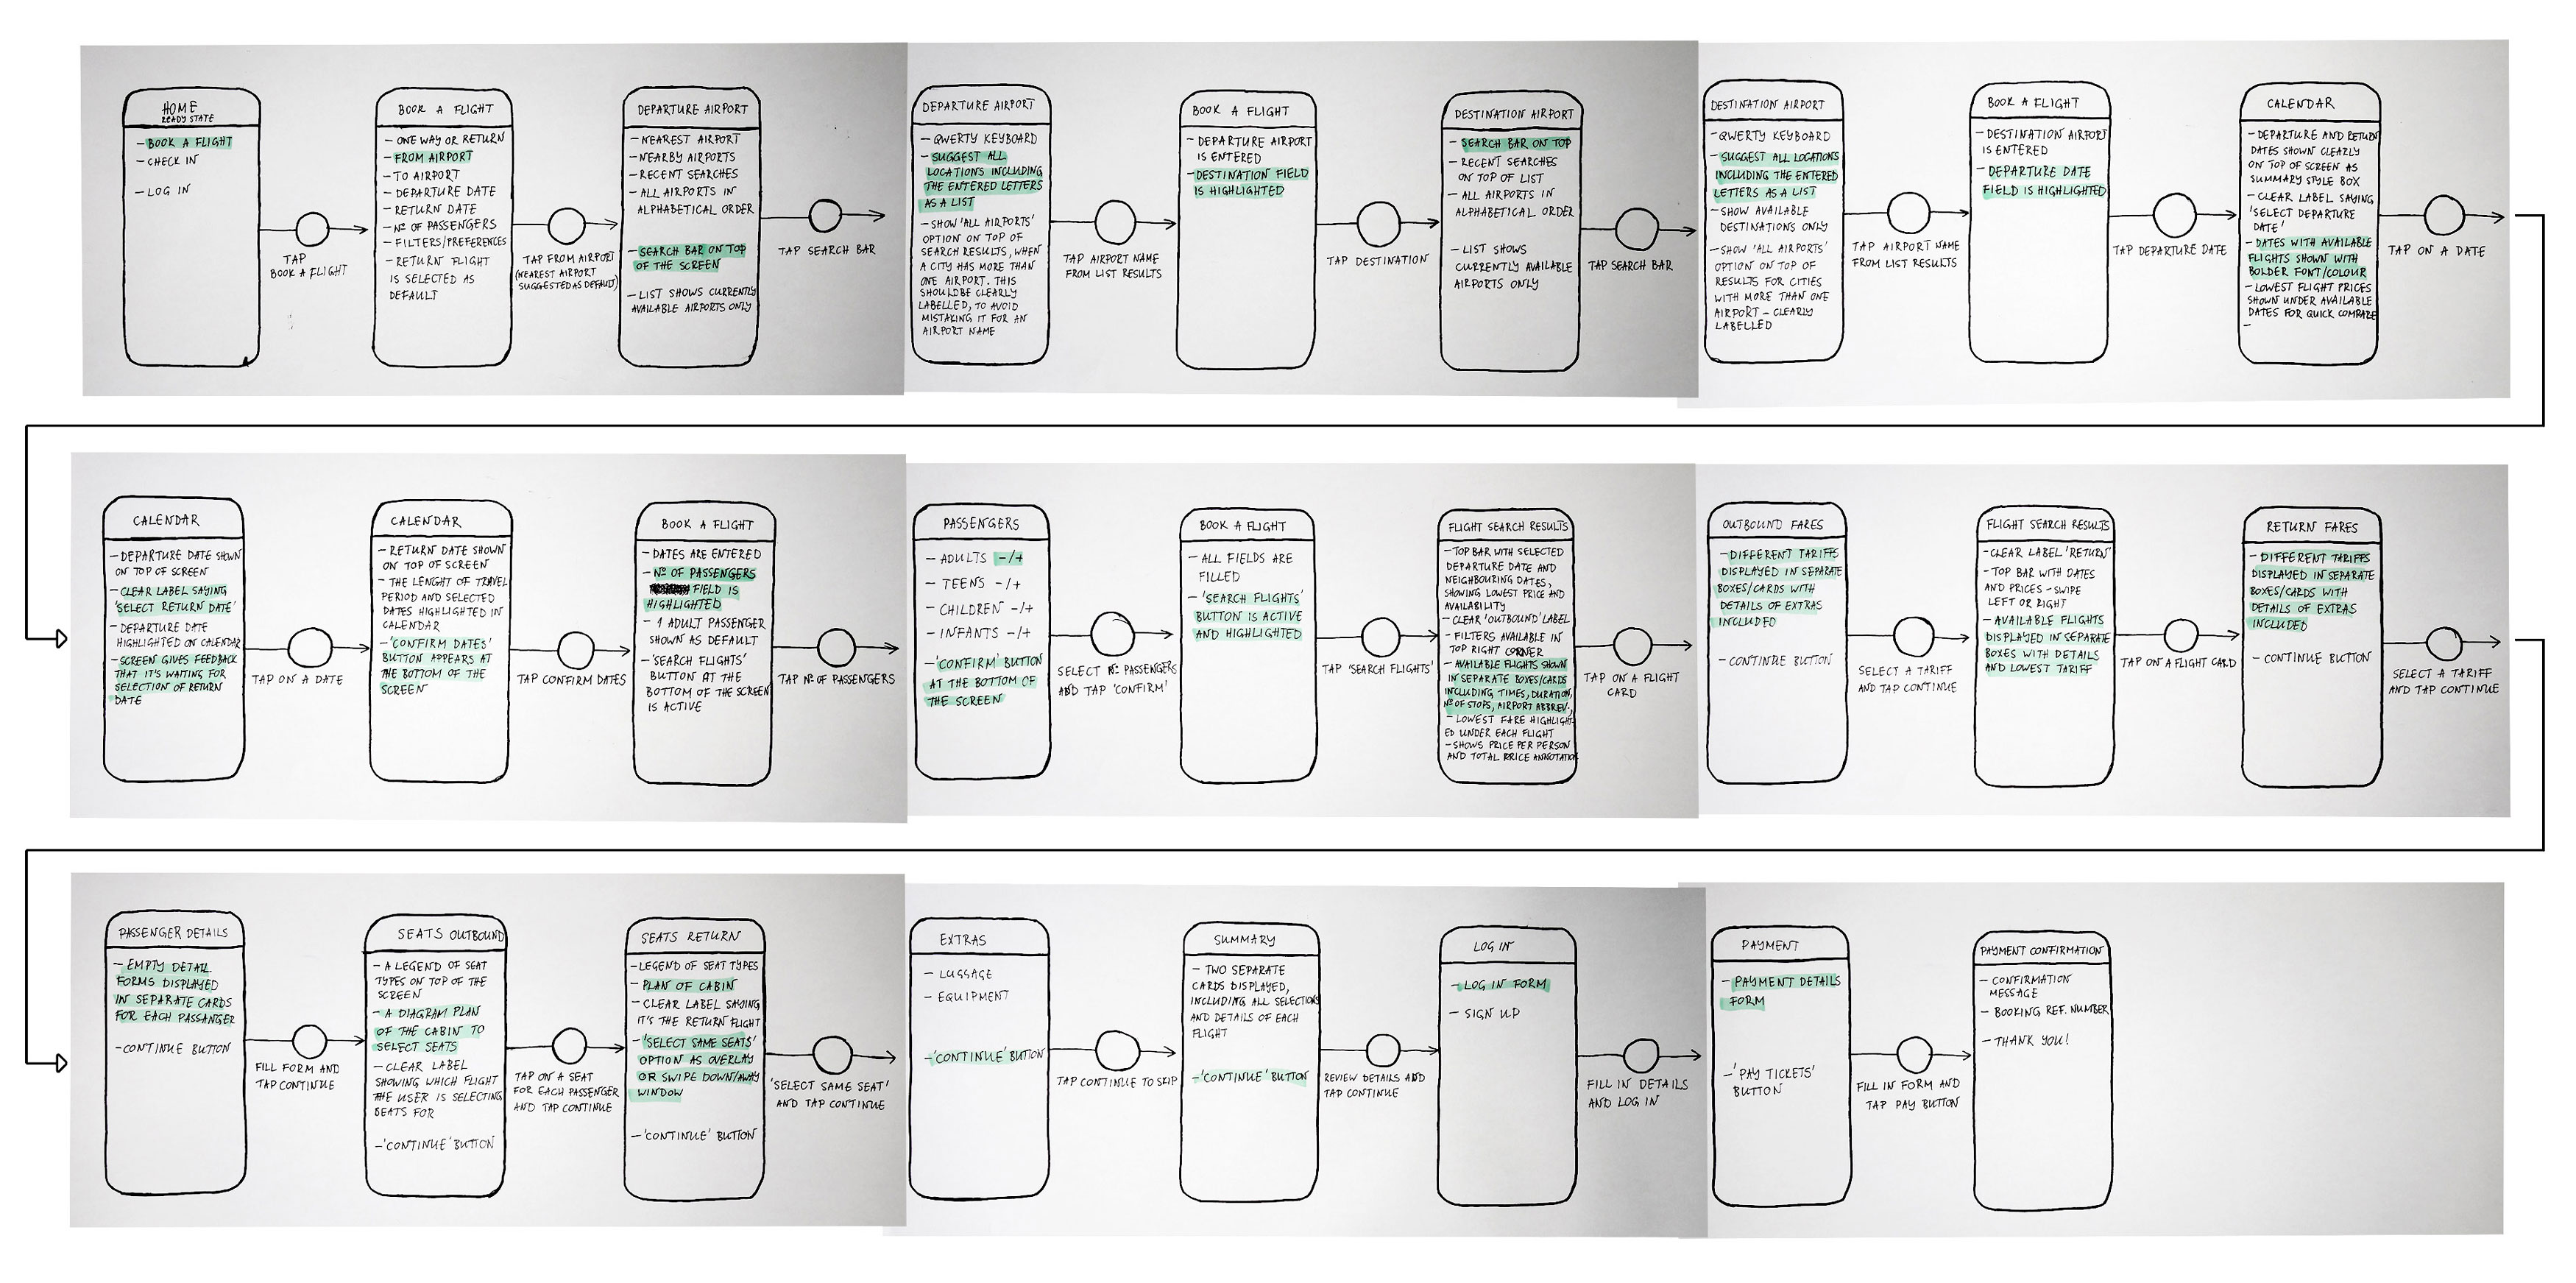 HOME
READY STATE
- BOOK A FLIGHT
- CHECK IN
- LOG IN
TAP
BOOK A FLIGHT
BOOK A FLIGHT
- ONE WAY OR RETURN
- FROM AIRPORT
- TO AIRPORT
- DEPARTURE DATE
- RETURN DATE
- Nº OF PASSENGERS
- FILTERS/PREFERENCES
- RETURN FLIGHT
IS SELECTED AS
DEFAULT
TAP FROM AIRPORT
(NEAREST AIRPORT
SUGGESTED AS DEFAULT)
DEPARTURE AIRPORT
- NEAREST AIRPORT
- NEARBY AIRPORTS
- RECENT SEARCHES
- ALL AIRPORTS IN
ALPHABETICAL ORDER
- SEARCH BAR ON TOP
OF THE SCREEN
- LIST SHOWS CURRENTLY
AVAILABLE AIRPORTS ONLY
TAP SEARCH BAR
DEPARTURE AIRPORT
- QWERTY KEYBOARD
- SUGGEST ALL
LOCATIONS INCLUDING
THE ENTERED LETTERS
AS A LIST
- SHOW 'ALL AIRPORTS'
OPTION ON TOP OF
SEARCH RESULTS, WHEN
A CITY HAS MORE THAN
ONE AIRPORT. THIS
SHOULD BE CLEARLY
LABELLED, TO AVOID
MISTAKING IT FOR AN
AIRPORT NAME
TAP AIRPORT NAME
FROM LIST RESULTS
BOOK A FLIGHT
- DEPARTURE AIRPORT
IS ENTERED
- DESTINATION FIELD
IS HIGHLIGHTED
TAP DESTINATION
DESTINATION AIRPORT
- SEARCH BAR ON TOP
- RECENT SEARCHES
ON TOP OF LIST
- ALL AIRPORTS IN
ALPHABETICAL ORDER
- LIST SHOWS
CURRENTLY AVAILABLE
AIRPORTS ONLY
TAP SEARCH BAR
DESTINATION AIRPORT
- QWERTY KEYBOARD
- SUGGEST ALL LOCATIONS
INCLUDING THE ENTERED
LETTERS AS A LIST
- SHOW AVAILABLE
DESTINATIONS ONLY
- SHOW 'ALL AIRPORTS'
OPTION ON TOP OF
RESULTS FOR CITIES
WITH MORE THAN ONE
AIRPORT - CLEARLY
LABELLED
TAP AIRPORT NAME
FROM LIST RESULTS
BOOK A FLIGHT
- DESTINATION AIRPORT
IS ENTERED
- DEPARTURE DATE
FIELD IS HIGHLIGHTED
TAP DEPARTURE DATE
CALENDAR
- DEPARTURE AND RETURN
DATES SHOWN CLEARLY
ON TOP OF SCREEN AS
SUMMARY STYLE BOX
- CLEAR LABEL SAYING
'SELECT DEPARTURE
DATE'
- DATES WITH AVAILABLE
FLIGHTS SHOWN WITH
BOLDER FONT/COLOUR
- LOWEST FLIGHT PRICES
SHOWN UNDER AVAILABLE
DATES FOR QUICK COMPARE
-
TAP ON A DATE
CALENDAR
- DEPARTURE DATE SHOWN
ON TOP OF SCREEN
- CLEAR LABEL SAYING
'SELECT RETURN DATE'
- DEPARTURE DATE
HIGHLIGHTED ON CALENDAR
- SCREEN GIVES FEEDBACK
THAT IT'S WAITING FOR
SELECTION OF RETURN
DATE
TAP ON A DATE
CALENDAR
- RETURN DATE SHOWN
ON TOP OF SCREEN
- THE LENGHT OF TRAVEL
PERIOD AND SELECTED
DATES HIGHLIGHTED IN
CALENDAR
- 'CONFIRM DATES'
BUTTON APPEARS AT
THE BOTTOM OF THE
SCREEN
TAP CONFIRM DATES
BOOK A FLIGHT
- DATES ARE ENTERED
- Nº OF PASSENGERS
FIELD IS
HIGHLIGHTED
- 1 ADULT PASSENGER
SHOWN AS DEFAULT
- 'SEARCH FLIGHTS'
BUTTON AT THE
BOTTOM OF THE SCREEN
IS ACTIVE
TAP Nº OF PASSENGERS
PASSENGERS
- ADULTS -/+
- TEENS -/+
- CHILDREN -/+
- INFANTS -/+
- 'CONFIRM' BUTTON
AT THE BOTTOM OF
THE SCREEN
SELECT Nº PASSENGERS
AND TAP 'CONFIRM'
BOOK A FLIGHT
- ALL FIELDS ARE
FILLED
- 'SEARCH FLIGHTS'
BUTTON IS ACTIVE
AND HIGHLIGHTED
TAP 'SEARCH FLIGHTS'
FLIGHT SEARCH RESULTS
- TOP BAR WITH SELECTED
DEPARTURE DATE AND
NEIGHBOURING DATES,
SHOWING LOWEST PRICE AND
AVAILABILITY
- CLEAR 'OUTBOUND' LABEL
- FILTERS AVAILABLE IN
TOP RIGHT CORNER
- AVAILABLE FLIGHTS SHOWN
IN SEPARATE BOXES/CARDS
INCLUDING, TIMES, DURATION,
Nº OF STOPS, AIRPORT ABBREV.,
- LOWEST FARE HIGHLIGHT-
ED UNDER EACH FLIGHT
- SHOWS PRICE PER PERSON
AND TOTAL PRICE ANNOTATION
TAP ON A FLIGHT
CARD
OUTBOUND FARES
- DIFFERENT TARIFFS
DISPLAYED IN SEPARATE
BOXES/CARDS WITH
DETAILS OF EXTRAS
INCLUDED
- CONTINUE BUTTON
SELECT A TARIFF
AND TAP CONTINUE
FLIGHT SEARCH RESULTS
- CLEAR LABEL 'RETURN'
- TOP BAR WITH DATES
AND PRICES - SWIPE
LEFT OR RIGHT
- AVAILABLE FLIGHTS
DISPLAYED IN SEPARATE
BOXES WITH DETAILS
AND LOWEST TARIFF
TAP ON A FLIGHT CARD
RETURN FARES
- DIFFERENT TARIFFS
DISPLAYED IN SEPARATE
BOXES/CARDS WITH
DETAILS OF EXTRAS
INCLUDED
- CONTINUE BUTTON
SELECT A TARIFF
AND TAP CONTINUE
PASSENGER DETAILS
- EMPTY DETAIL
FORMS DISPLAYED
IN SEPARATE CARDS
FOR EACH PASSANGER
- CONTINUE BUTTON
FILL FORM AND
TAP CONTINUE
SEATS OUTBOUND
- A LEGEND OF SEAT
TYPES ON TOP OF THE
SCREEN
- A DIAGRAM PLAN
OF THE CABIN TO
SELECT SEATS
- CLEAR LABEL
SHOWING WHICH FLIGHT
THE USER IS SELECTING
SEATS FOR
- 'CONTINUE' BUTTON
TAP ON A SEAT
FOR EACH PASSENGER
AND TAP CONTINUE
SEATS RETURN
- LEGEND OF SEAT TYPES
- PLAN OF CABIN
- CLEAR LABEL SAYING
IT'S THE RETURN FLIGHT
- 'SELECT SAME SEATS'
OPTION AS OVERLAY
OR SWIPE DOWN/AWAY
WINDOW
- 'CONTINUE' BUTTON
'SELECT SAME SEAT'
AND TAP CONTINUE
EXTRAS
- LUGGAGE
- EQUIPMENT
- 'CONTINUE' BUTTON
TAP CONTINUE TO SKIP
SUMMARY
- TWO SEPARATE
CARDS DISPLAYED,
INCLUDING ALL SELECTIONS
AND DETAILS OF EACH
FLIGHT
- 'CONTINUE' BUTTON
REVIEW DETAILS AND
TAP CONTINUE
LOG IN
- LOG IN FORM
- SIGN UP
FILL IN DETAILS
AND LOG IN
PAYMENT
- PAYMENT DETAILS
FORM
- 'PAY TICKETS'
BUTTON
FILL IN FORM AND
TAP PAY BUTTON
PAYMENT CONFIRMATION
- CONFIRMATION
MESSAGE
- BOOKING REF. NUMBER
- THANK YOU!